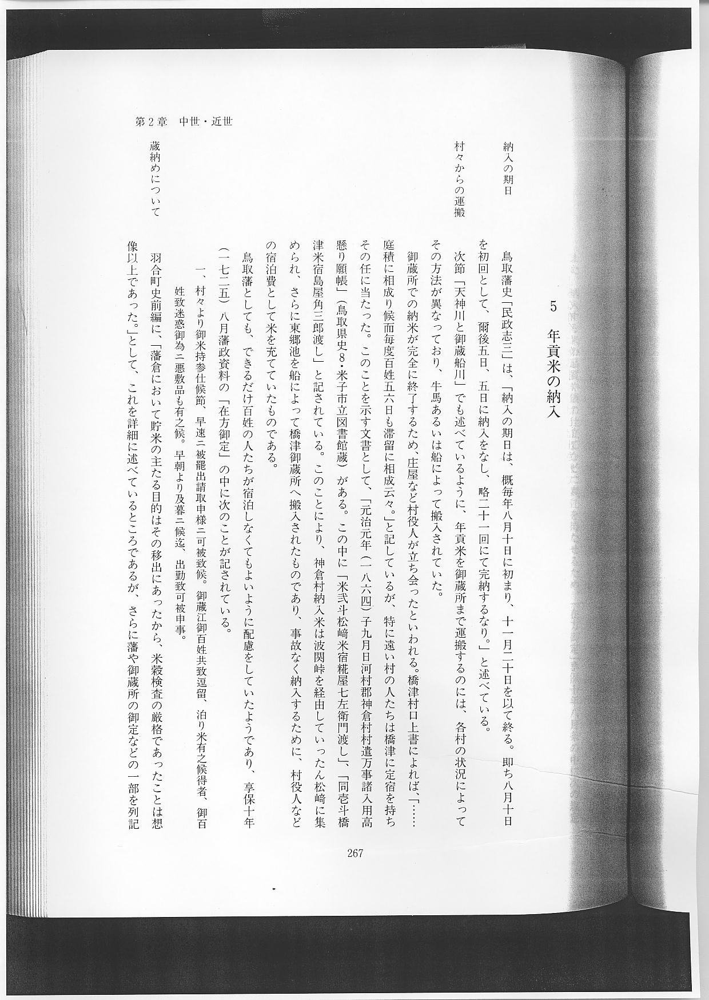 第2章　中世・近世
5　年貢米の納入
納入の期日
鳥取藩史「民政志三」は、「納入の期日は、概毎年八月十日に初まり、十一月二十日を以て終る。即ち八月十日
を初回として、爾後五日、五日に納入をなし、略二十一回にて完納するなり。」と述べている。
村々からの運搬
次節「天神川と御蔵船川」でも述べているように、年貢米を御蔵所まで運搬するのには、各村の状況によって
その方法が異なっており、牛馬あるいは船によって搬入されていた。
御蔵所での納米が完全に終了するため、庄屋など村役人が立ち会ったといわれる。橋津村口上書によれば、「……
庭積に相成り候而毎度百姓五六日も滞留に相成云々。」と記しているが、特に遠い村の人たちは橋津に定宿を持ち
その任に当たった。このことを示す文書として、「元治元年（一八六四）子九月日河村郡神倉村村遣万事諸入用高
懸り願帳」（鳥取県史8・米子市立図書館蔵）がある。この中に「米弐斗松﨑米宿糀屋七左衛門渡し」、「同壱斗橋
津米宿島屋角三郎渡し」と記されている。このことにより、神倉村納入米は波関峠を経由していったん松﨑に集
められ、さらに東郷池を船によって橋津御蔵所へ搬入されたものであり、事故なく納入するために、村役人など
の宿泊費として米を充てていたものである。
鳥取藩としても、できるだけ百姓の人たちが宿泊しなくてもよいように配慮をしていたようであり、享保十年
（一七二五）八月藩政資料の「在方御定」の中に次のことが記されている。
一、村々より御米持参仕候節、早速ニ被罷出請取申様ニ可被致候。御蔵江御百姓共致逗留、泊り米有之候得者、御百
姓致迷惑御為ニ悪敷品も有之候。早朝より及暮ニ候迄、出勤致可被申事。
蔵納めについて
羽合町史前編に、「藩倉において貯米の主たる目的はその移出にあったから、米穀検査の厳格であったことは想
像以上であった。」として、これを詳細に述べているところであるが、さらに藩や御蔵所の御定などの一部を列記
267